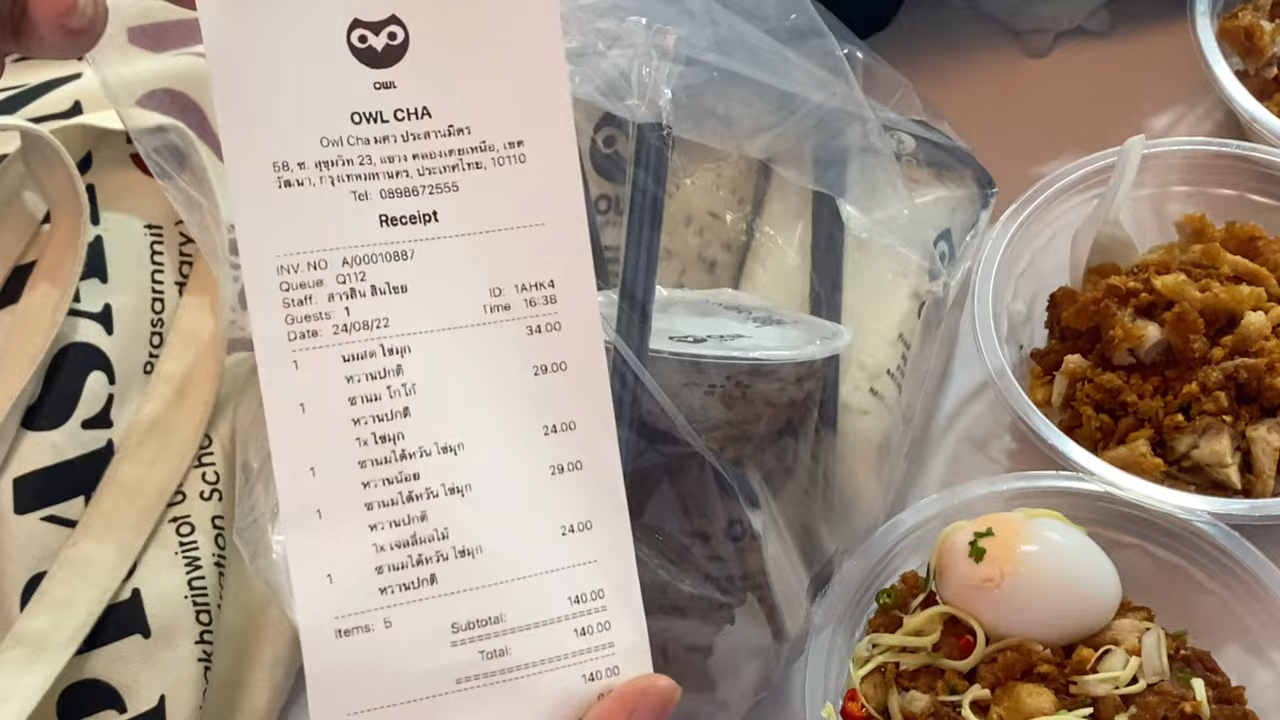 OWL
OWL CHA
Owl Cha มศว ประสานมิตร
58, ซ. สุขุมวิท 23, แขวง คลองเตยเหนือ, เขต
วัฒนา, กรุงเทพมหานคร, ประเทศไทย, 10110
Tel: 0898672555
Receipt
INV. NO: A/00010887
Queue: Q112
Staff: สารสิน สินไชย ID: 1AHK4
Guests: 1 Time 16:38
Date: 24/08/22
1 นมสด ไข่มุก 34.00
หวานปกติ
1 ชานม โกโก้ 29.00
หวานปกติ
1x ไข่มุก
1 ชานมไต้หวัน ไข่มุก 24.00
หวานน้อย
1 ชานมไต้หวัน ไข่มุก 29.00
หวานปกติ
1x เจลลี่ผลไม้
1 ชานมไต้หวัน ไข่มุก 24.00
หวานปกติ
Items: 5 Subtotal: 140.00
Total: 140.00
140.00
Prasarnmit